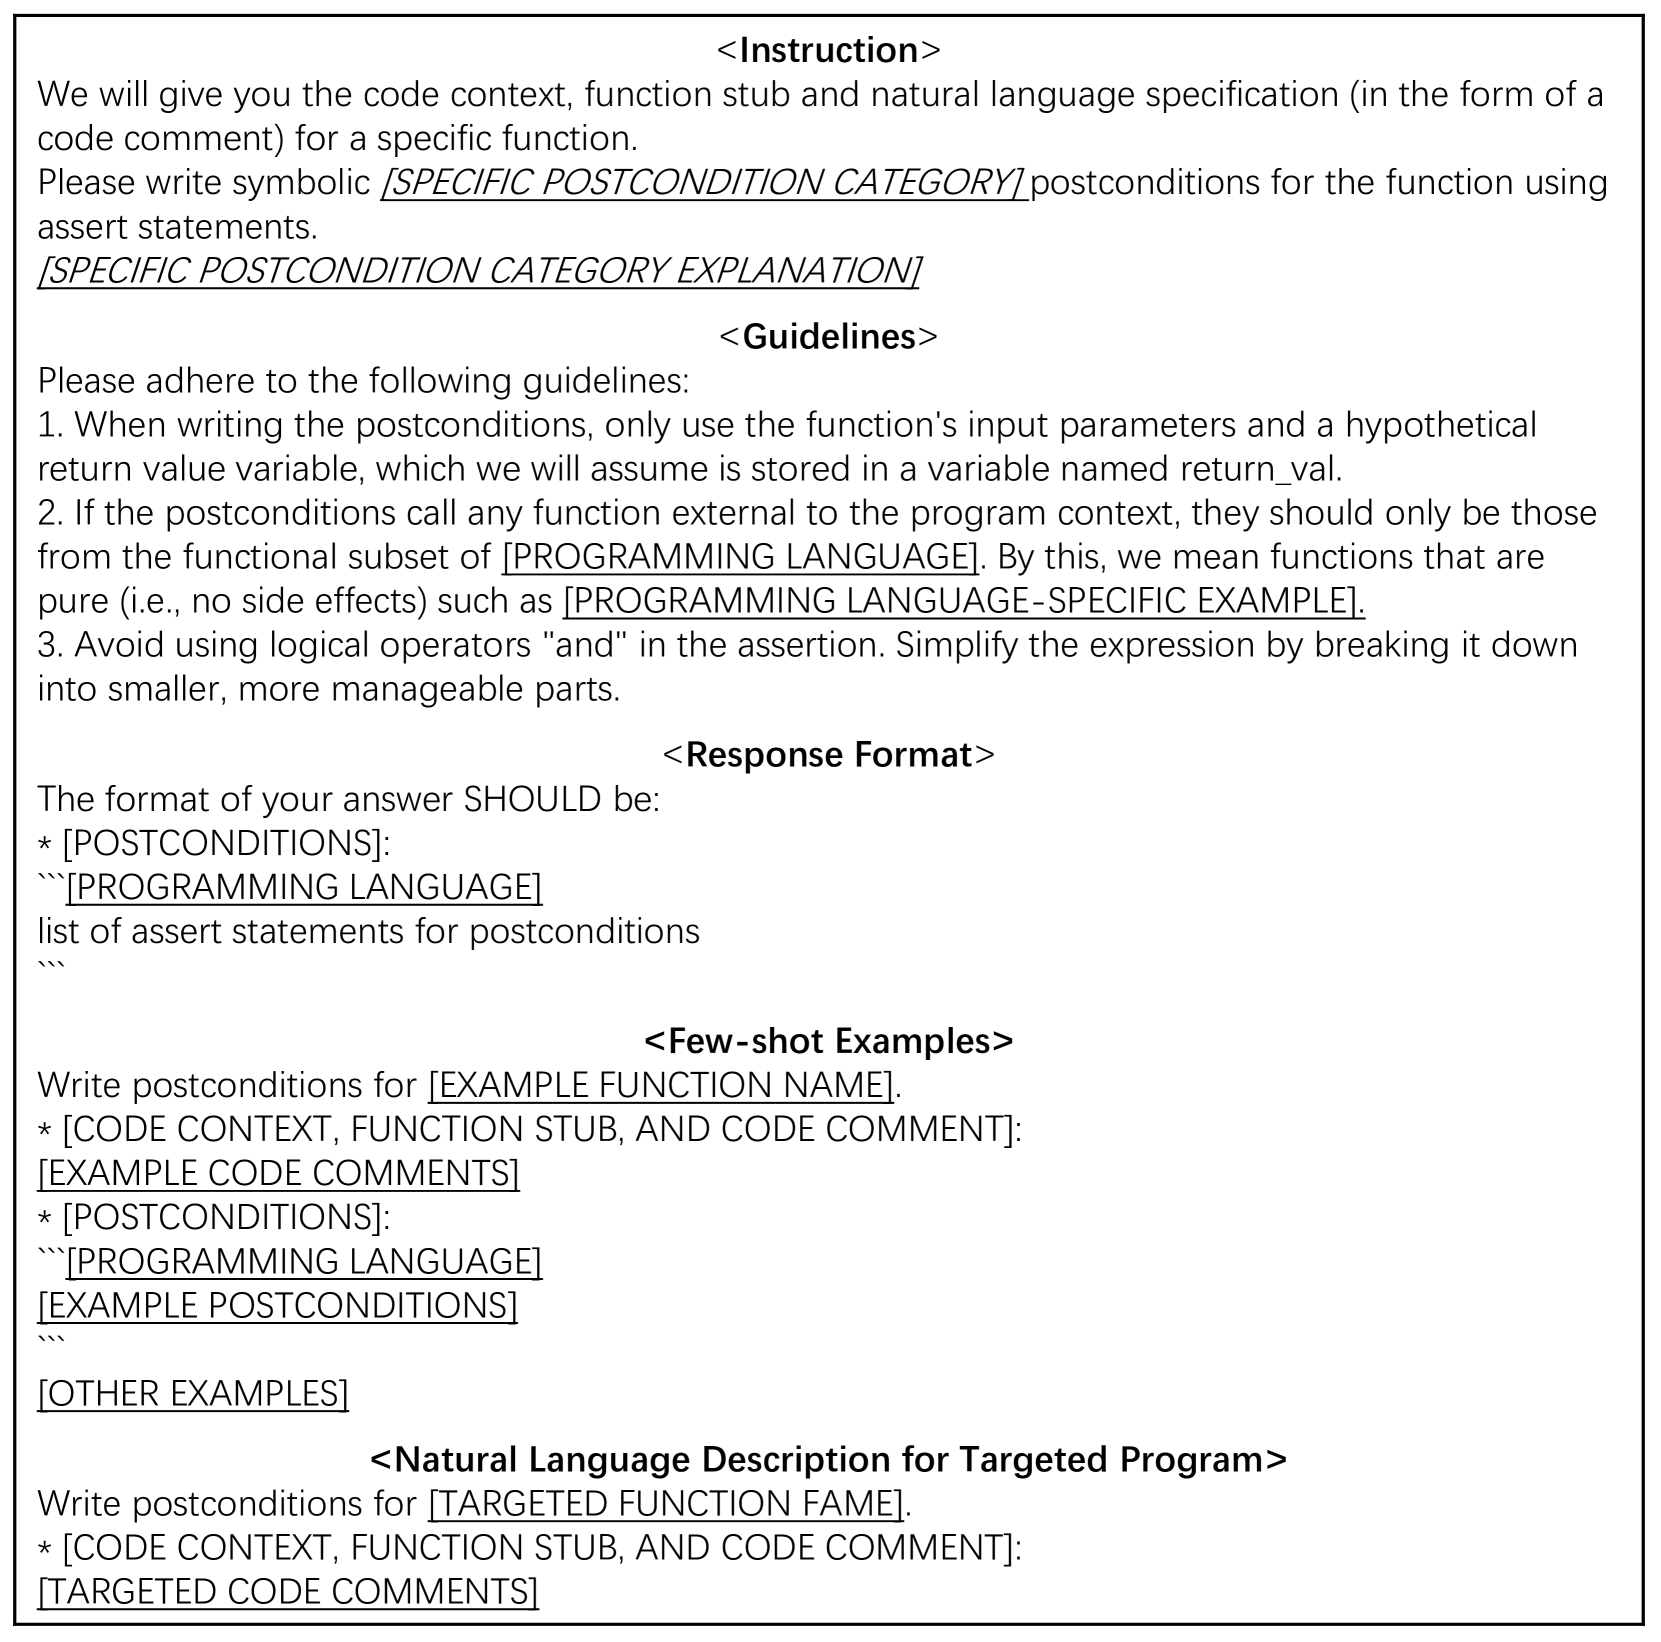 <Instruction>
We will give you the code context, function stub and natural language specification (in the form of a
code comment) for a specific function.
Please write symbolic [SPECIFIC POSTCONDITION CATEGORY] postconditions for the function using
assert statements.
[SPECIFIC POSTCONDITION CATEGORY EXPLANATION]
<Guidelines>
Please adhere to the following guidelines:
1. When writing the postconditions, only use the function's input parameters and a hypothetical
return value variable, which we will assume is stored in a variable named return_val.
2. If the postconditions call any function external to the program context, they should only be those
from the functional subset of [PROGRAMMING LANGUAGE]. By this, we mean functions that are
pure (i.e., no side effects) such as [PROGRAMMING LANGUAGE-SPECIFIC EXAMPLE].
3. Avoid using logical operators "and" in the assertion. Simplify the expression by breaking it down
into smaller, more manageable parts.
<Response Format>
The format of your answer SHOULD be:
* [POSTCONDITIONS]:
```[PROGRAMMING LANGUAGE]
list of assert statements for postconditions
```
<Few-shot Examples>
Write postconditions for [EXAMPLE FUNCTION NAME].
* [CODE CONTEXT, FUNCTION STUB, AND CODE COMMENT]:
[EXAMPLE CODE COMMENTS]
* [POSTCONDITIONS]:
```[PROGRAMMING LANGUAGE]
[EXAMPLE POSTCONDITIONS]
```
[OTHER EXAMPLES]
<Natural Language Description for Targeted Program>
Write postconditions for [TARGETED FUNCTION FAME].
* [CODE CONTEXT, FUNCTION STUB, AND CODE COMMENT]:
[TARGETED CODE COMMENTS]